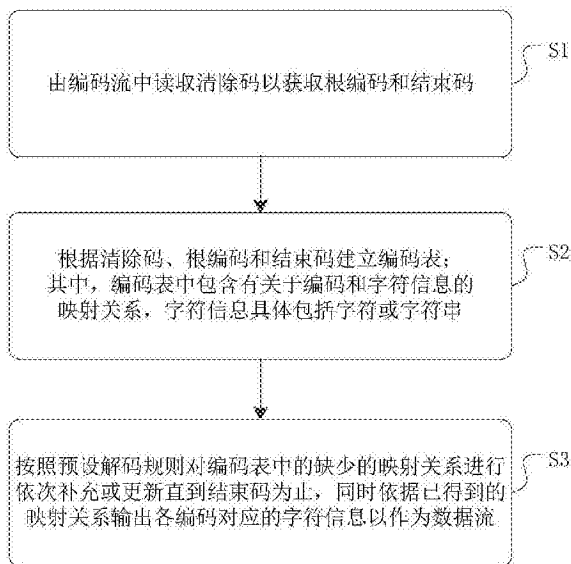 由编码流中读取清除码以获取根编码和结束码
S1
根据清除码、根编码和结束码建立编码表；
其中，编码表中包含有关于编码和字符信息的
映射关系，字符信息具体包括字符或字符串
S2
按照预设解码规则对编码表中的缺少的映射关系进行
依次补充或更新直到结束码为止，同时依据已得到的
映射关系输出各编码对应的字符信息以作为数据流
S3